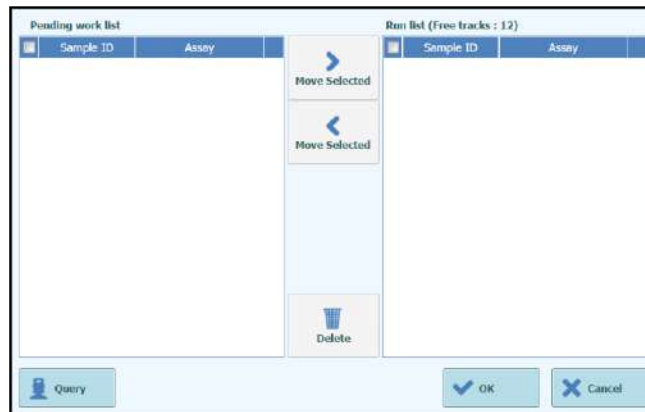 Pending work list
Run list (Free tracks : 12)
Sample ID Assay
Sample ID Assay
Move Selected
Move Selected
Delete
Query
OK
Cancel